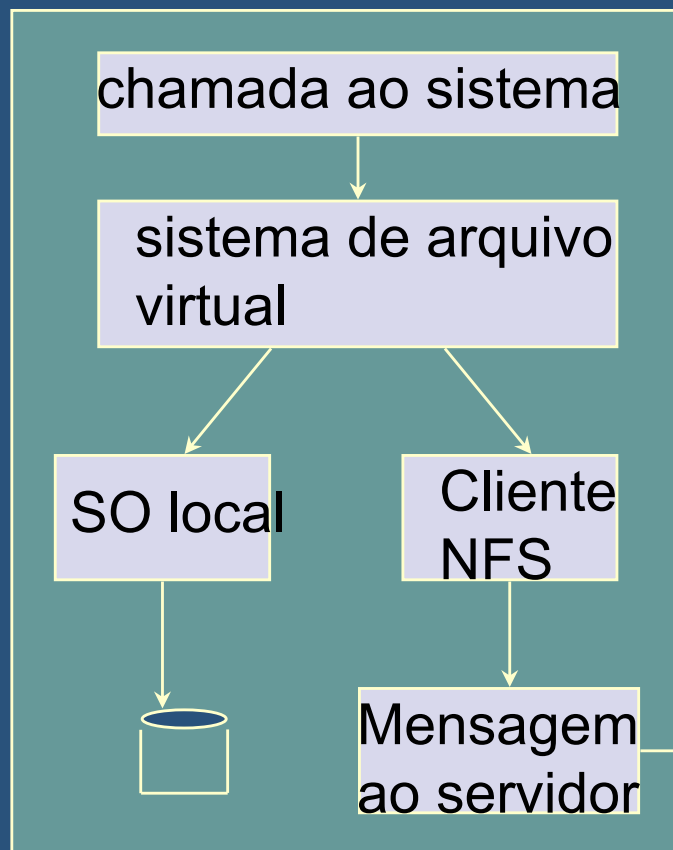 chamada ao sistema
sistema de arquivo
virtual
SO local
Cliente
NFS
Mensagem
ao servidor